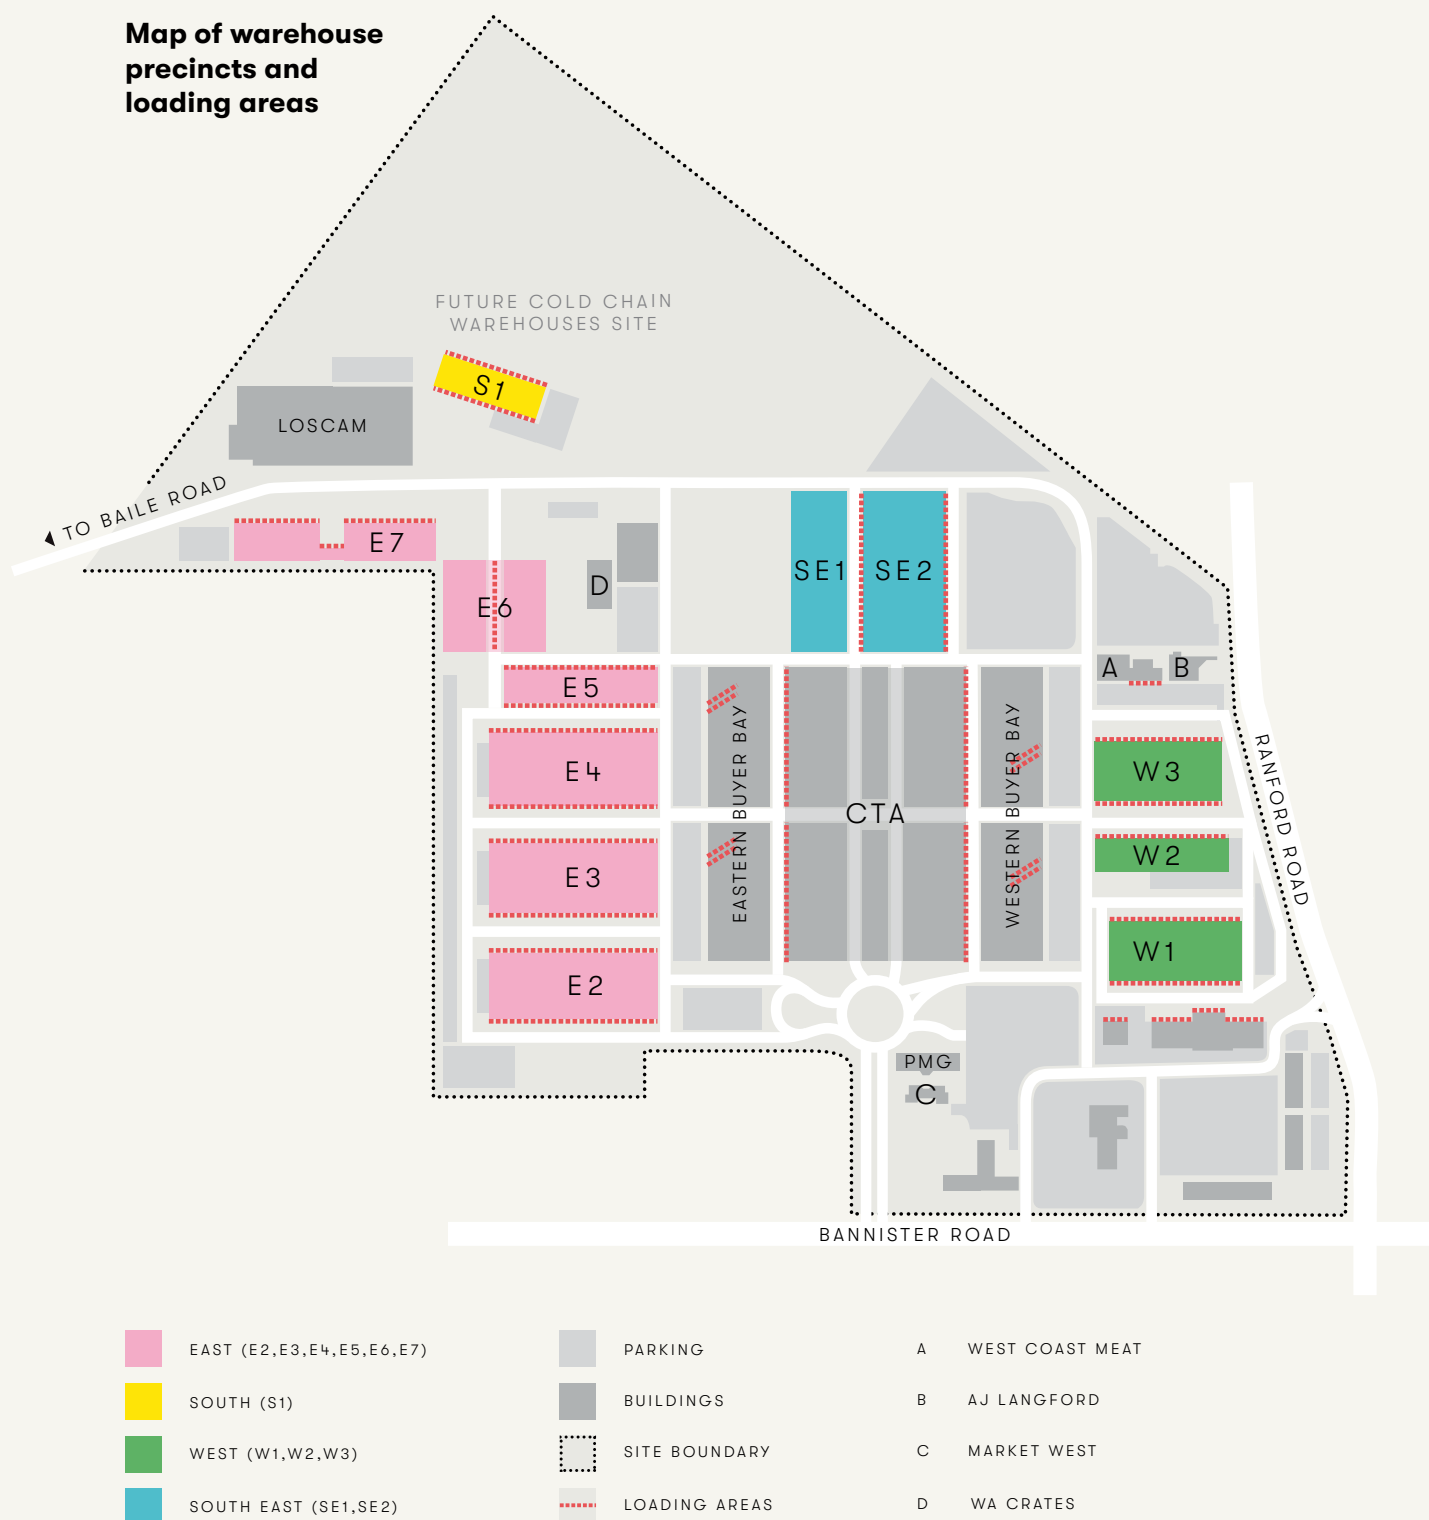 Map of warehouse
precincts and
loading areas
FUTURE COLD CHAIN
WAREHOUSES SITE
S1
LOSCAM
TO BAILE ROAD
E7
E6
D
SE1
SE2
E5
A
B
E4
EASTERN BUYER BAY
CTA
WESTERN BUYER BAY
W3
RANFORD ROAD
E3
W2
E2
W1
PMG
C
BANNISTER ROAD
EAST (E2,E3,E4,E5,E6,E7)
SOUTH (S1)
WEST (W1,W2,W3)
SOUTH EAST (SE1,SE2)
PARKING
BUILDINGS
SITE BOUNDARY
LOADING AREAS
A WEST COAST MEAT
B AJ LANGFORD
C MARKET WEST
D WA CRATES